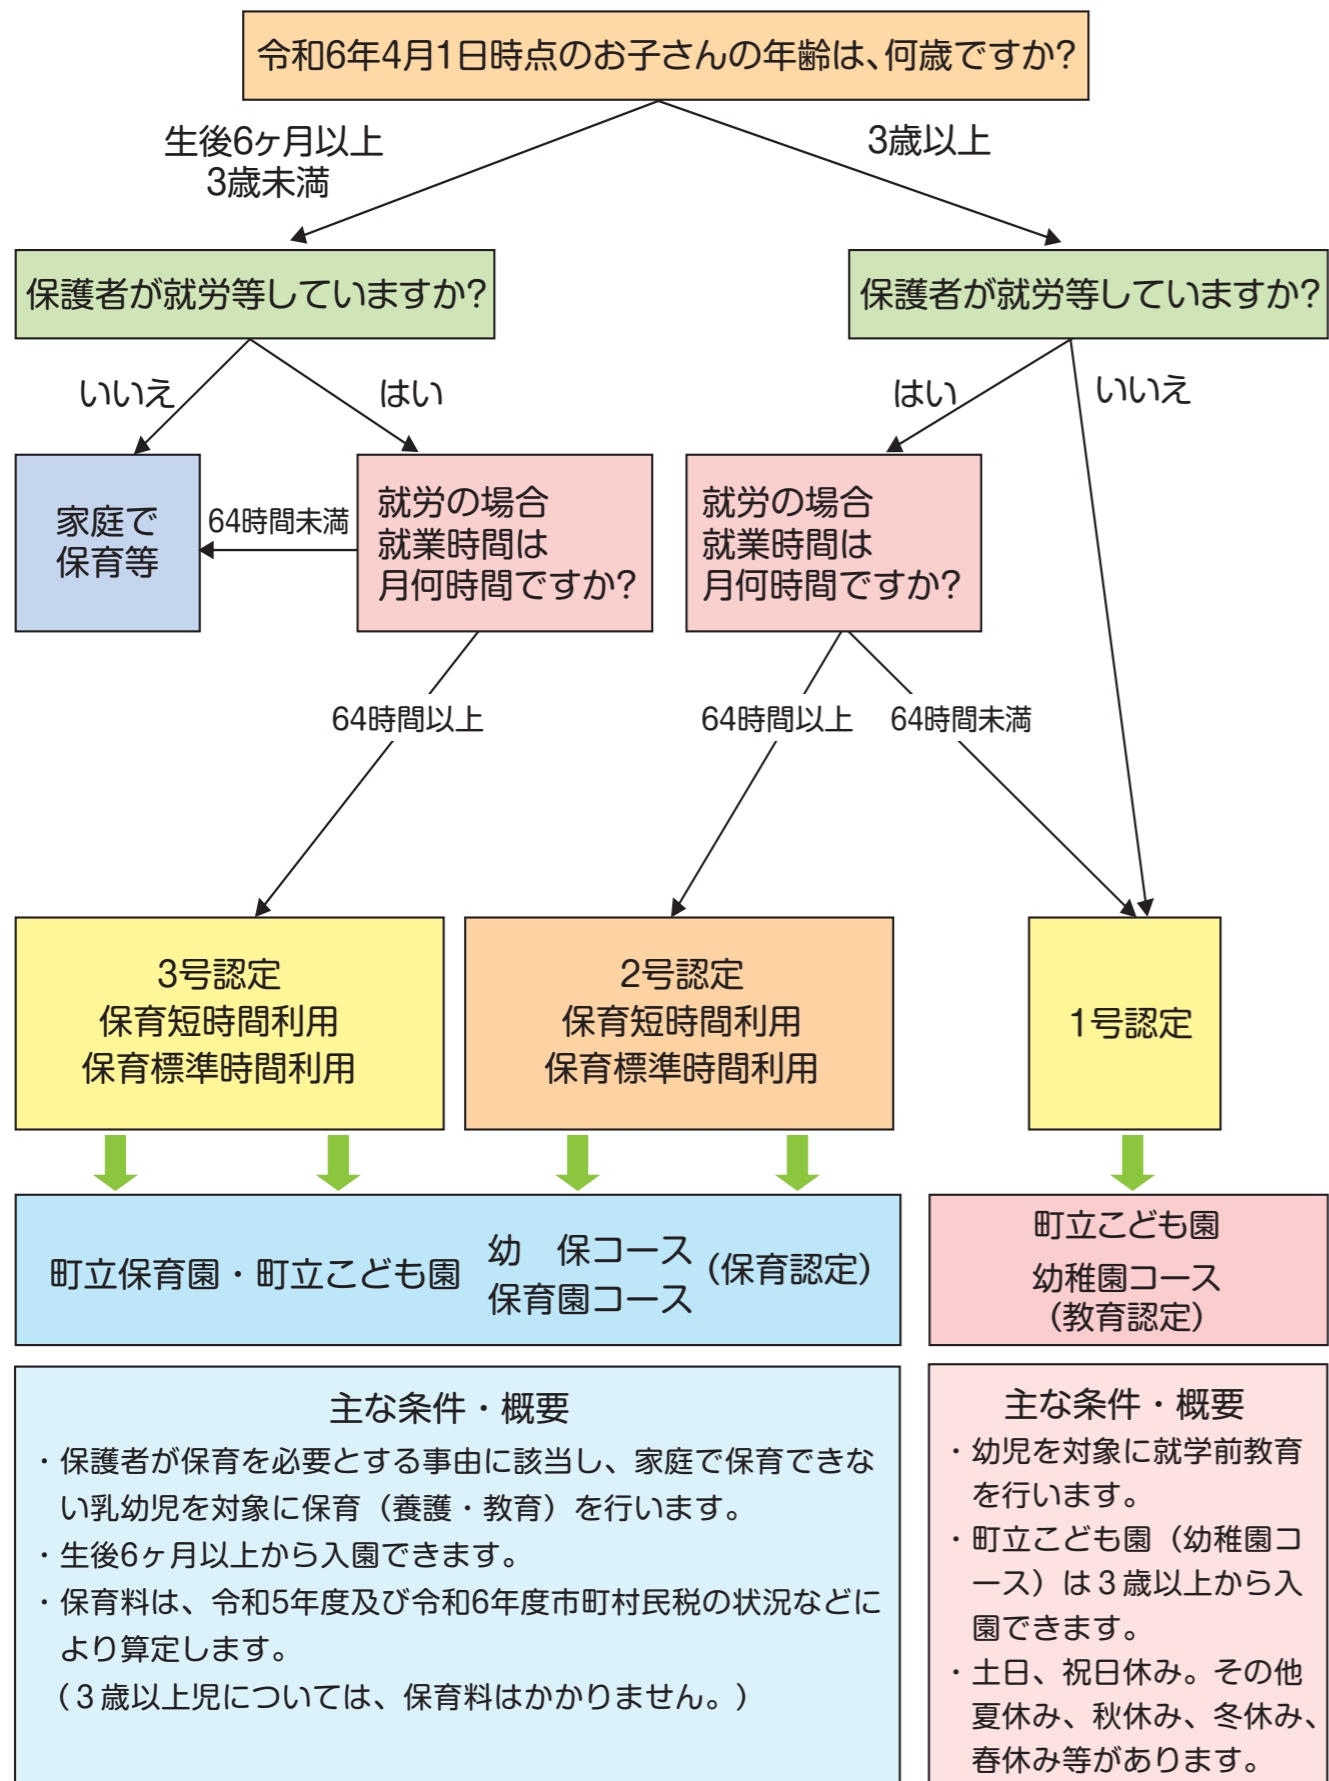 令和6年4月1日時点のお子さんの年齢は、何歳ですか?
生後6ヶ月以上
3歳未満
3歳以上
保護者が就労等していますか?
保護者が就労等していますか?
いいえ
はい
はい
いいえ
家庭で
保育等
64時間未満
就労の場合
就業時間は
月何時間ですか?
就労の場合
就業時間は
月何時間ですか?
64時間以上
64時間以上
64時間未満
3号認定
保育短時間利用
保育標準時間利用
2号認定
保育短時間利用
保育標準時間利用
1号認定
町立保育園・町立こども園
幼　保コース
保育園コース
(保育認定)
町立こども園
幼稚園コース
(教育認定)
主な条件・概要
・保護者が保育を必要とする事由に該当し、家庭で保育できな
い乳幼児を対象に保育（養護・教育）を行います。
・生後6ヶ月以上から入園できます。
・保育料は、令和5年度及び令和6年度市町村民税の状況などに
より算定します。
（３歳以上児については、保育料はかかりません。）
主な条件・概要
・幼児を対象に就学前教育
を行います。
・町立こども園（幼稚園コ
ース）は３歳以上から入
園できます。
・土日、祝日休み。その他
夏休み、秋休み、冬休み、
春休み等があります。